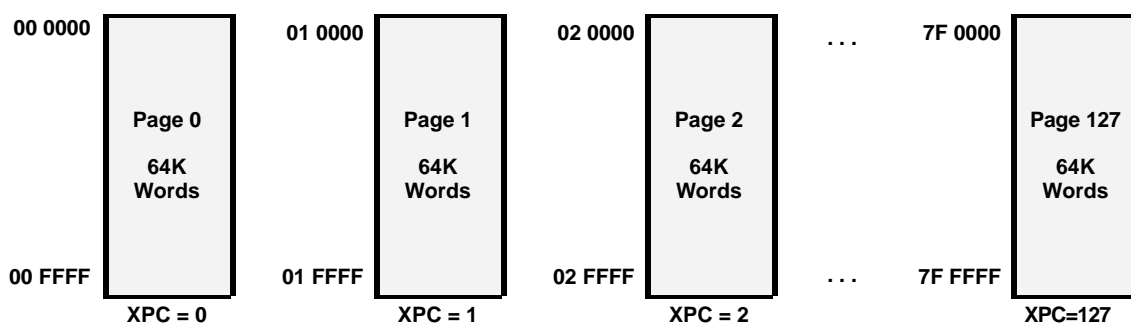 00 0000 01 0000 02 0000 . . . 7F 0000
Page 0 Page 1 Page 2 Page 127
64K 64K 64K 64K
Words Words Words Words
00 FFFF 01 FFFF 02 FFFF . . . 7F FFFF
XPC = 0 XPC = 1 XPC = 2 XPC=127